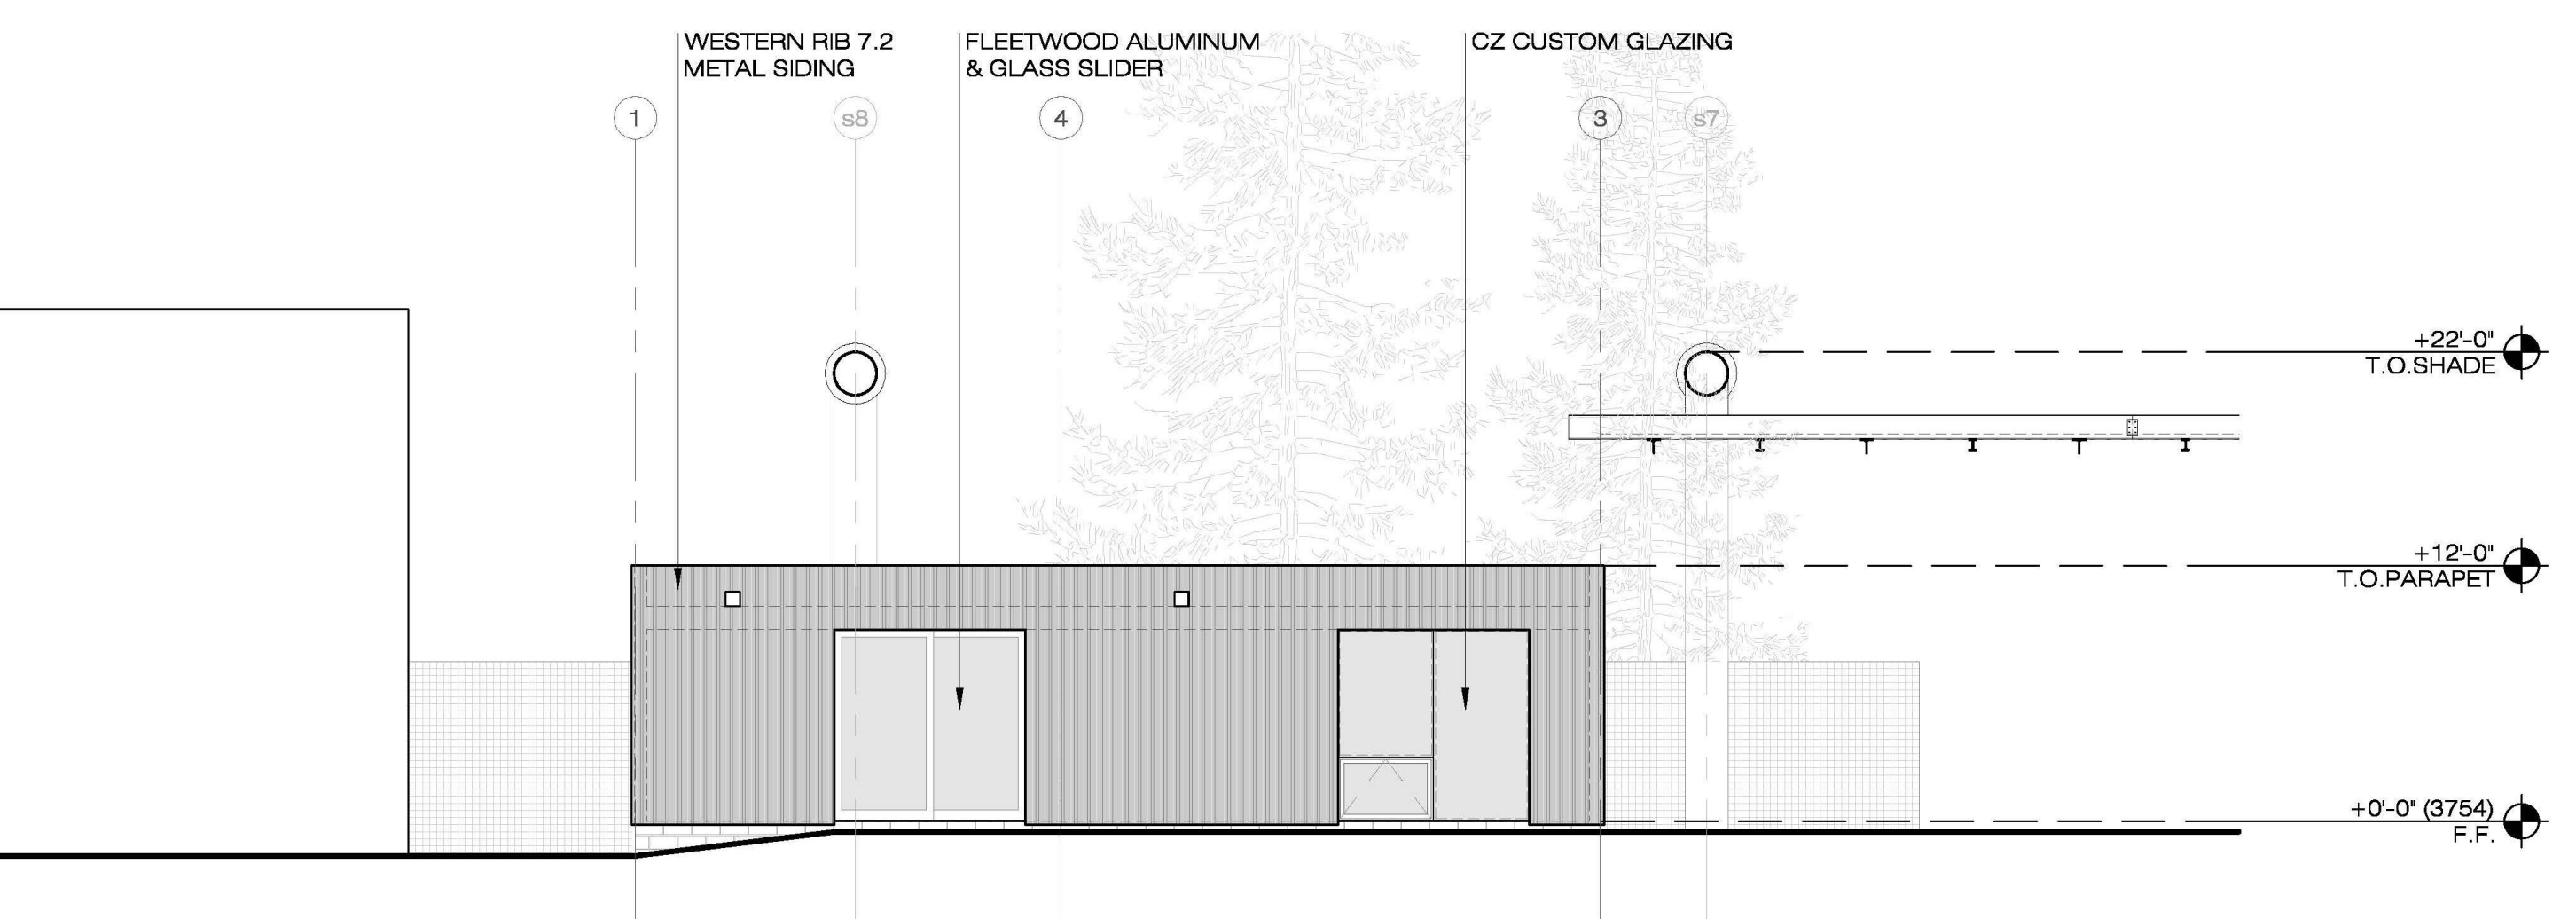 WESTERN RIB 7.2
METAL SIDING
FLEETWOOD ALUMINUM
& GLASS SLIDER
CZ CUSTOM GLAZING
1
s8
4
3
s7
+22'-0"
T.O.SHADE
+12'-0"
T.O.PARAPET
+0'-0" (3754)
F.F.